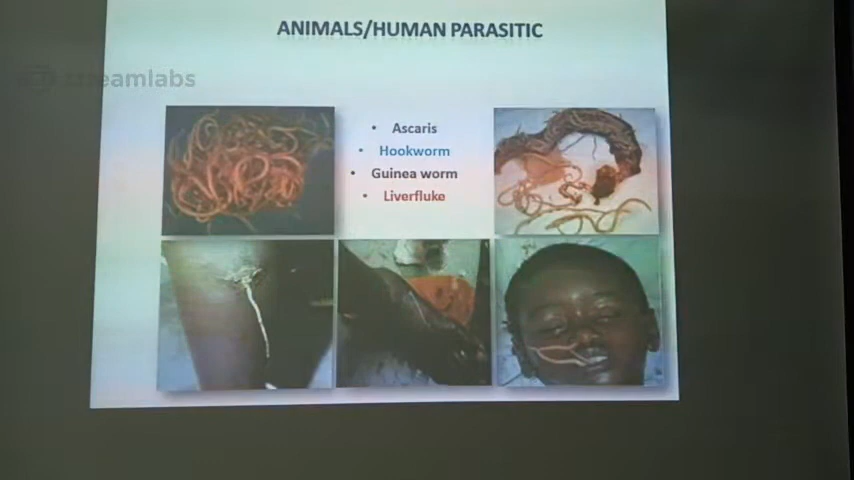 ANIMALS/HUMAN PARASITIC
streamlabs
• Ascaris
• Hookworm
• Guinea worm
• Liverfluke